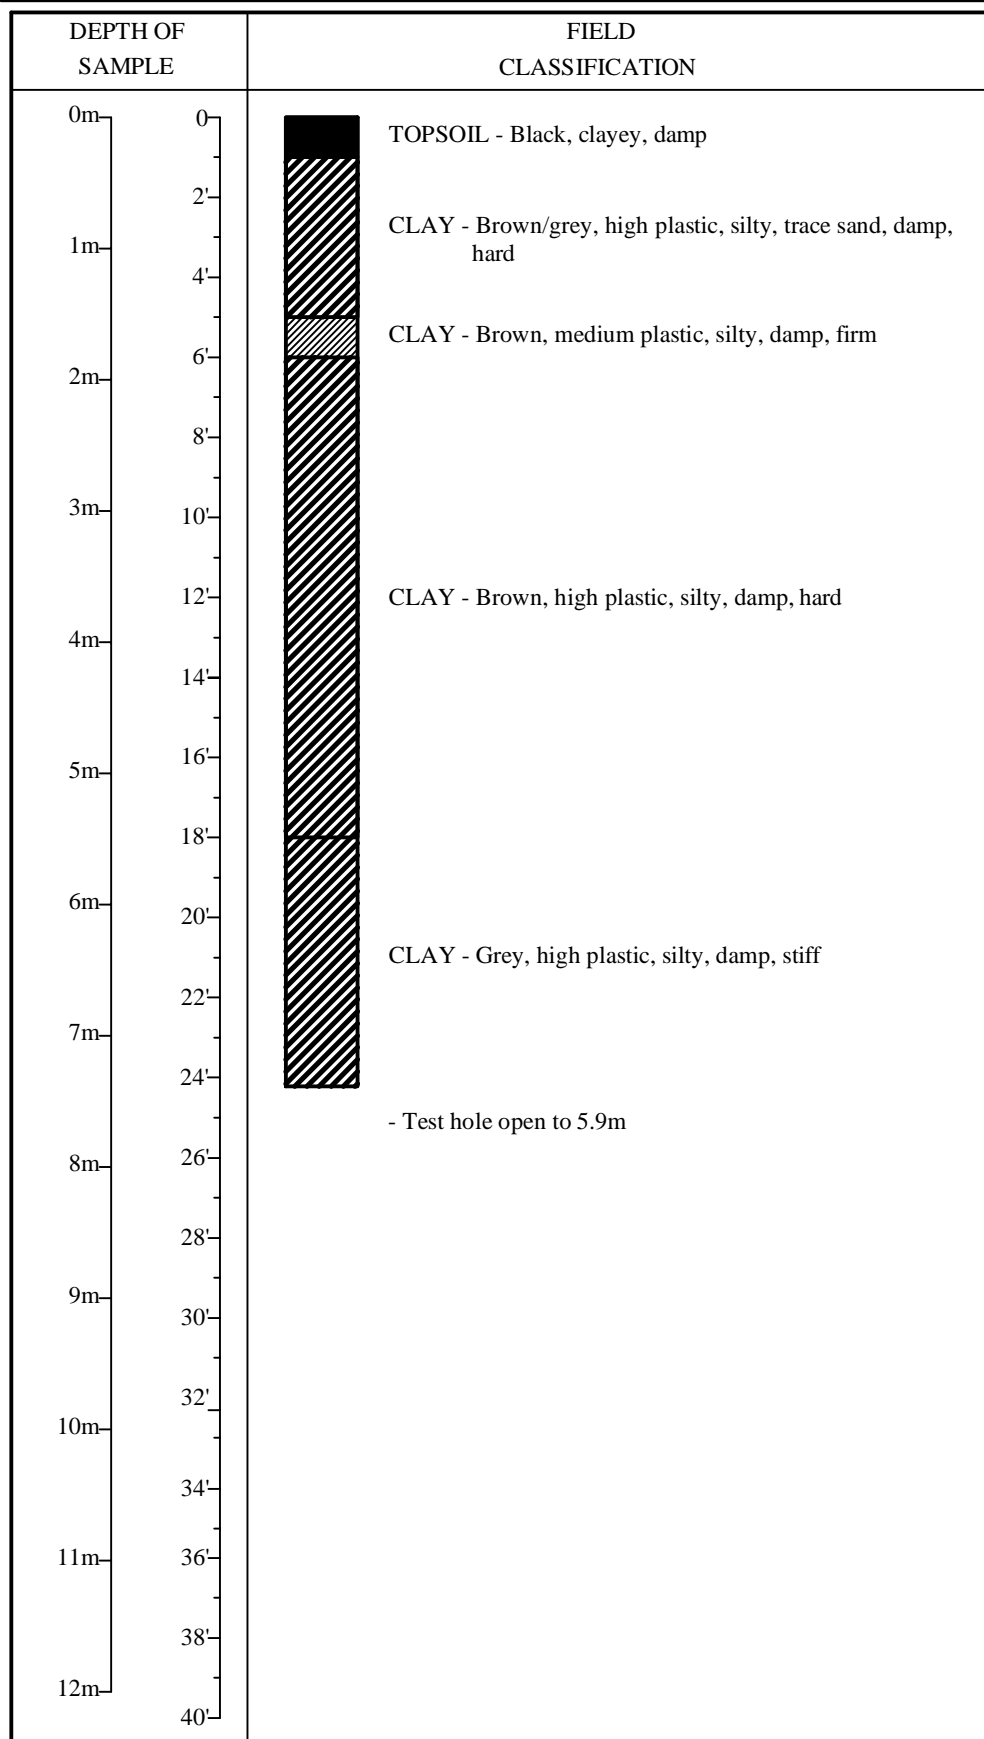 DEPTH OF
SAMPLE
FIELD
CLASSIFICATION
0m
1m
2m
3m
4m
5m
6m
7m
8m
9m
10m
11m
12m
0
2'
4'
6'
8'
10'
12'
14'
16'
18'
20'
22'
24'
26'
28'
30'
32'
34'
36'
38'
40'
TOPSOIL - Black, clayey, damp
CLAY - Brown/grey, high plastic, silty, trace sand, damp,
hard
CLAY - Brown, medium plastic, silty, damp, firm
CLAY - Brown, high plastic, silty, damp, hard
CLAY - Grey, high plastic, silty, damp, stiff
- Test hole open to 5.9m